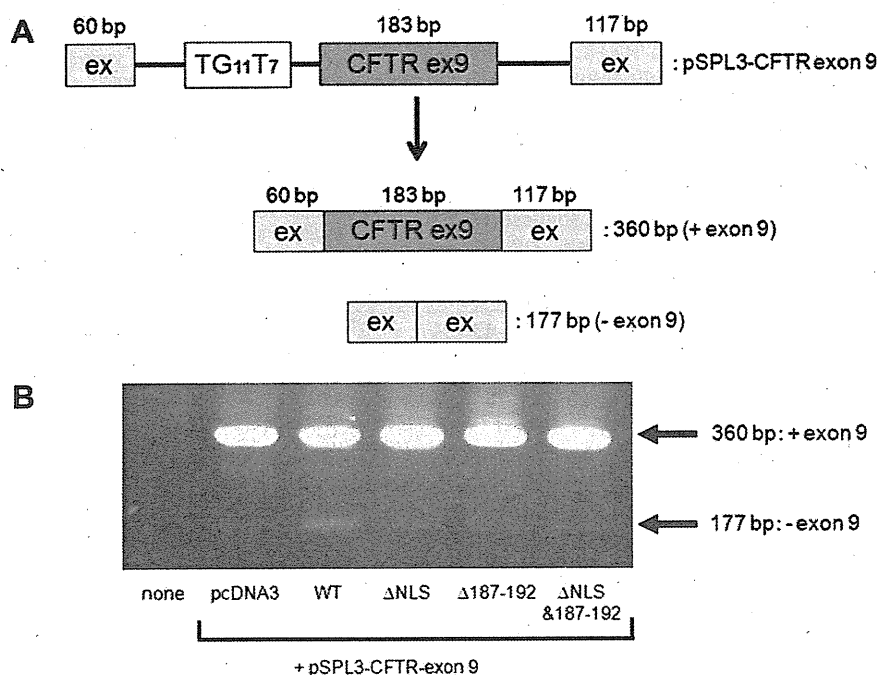 A
60 bp 183 bp 117 bp
ex TG11T7 CFTR ex9 ex : pSPL3-CFTR exon 9
60 bp 183 bp 117 bp
ex CFTR ex9 ex : 360 bp (+ exon 9)
ex ex : 177 bp (- exon 9)
B
360 bp: + exon 9
177 bp: - exon 9
none pcDNA3 WT ΔNLS Δ187-192 ΔNLS
&187-192
+ pSPL3-CFTR-exon 9